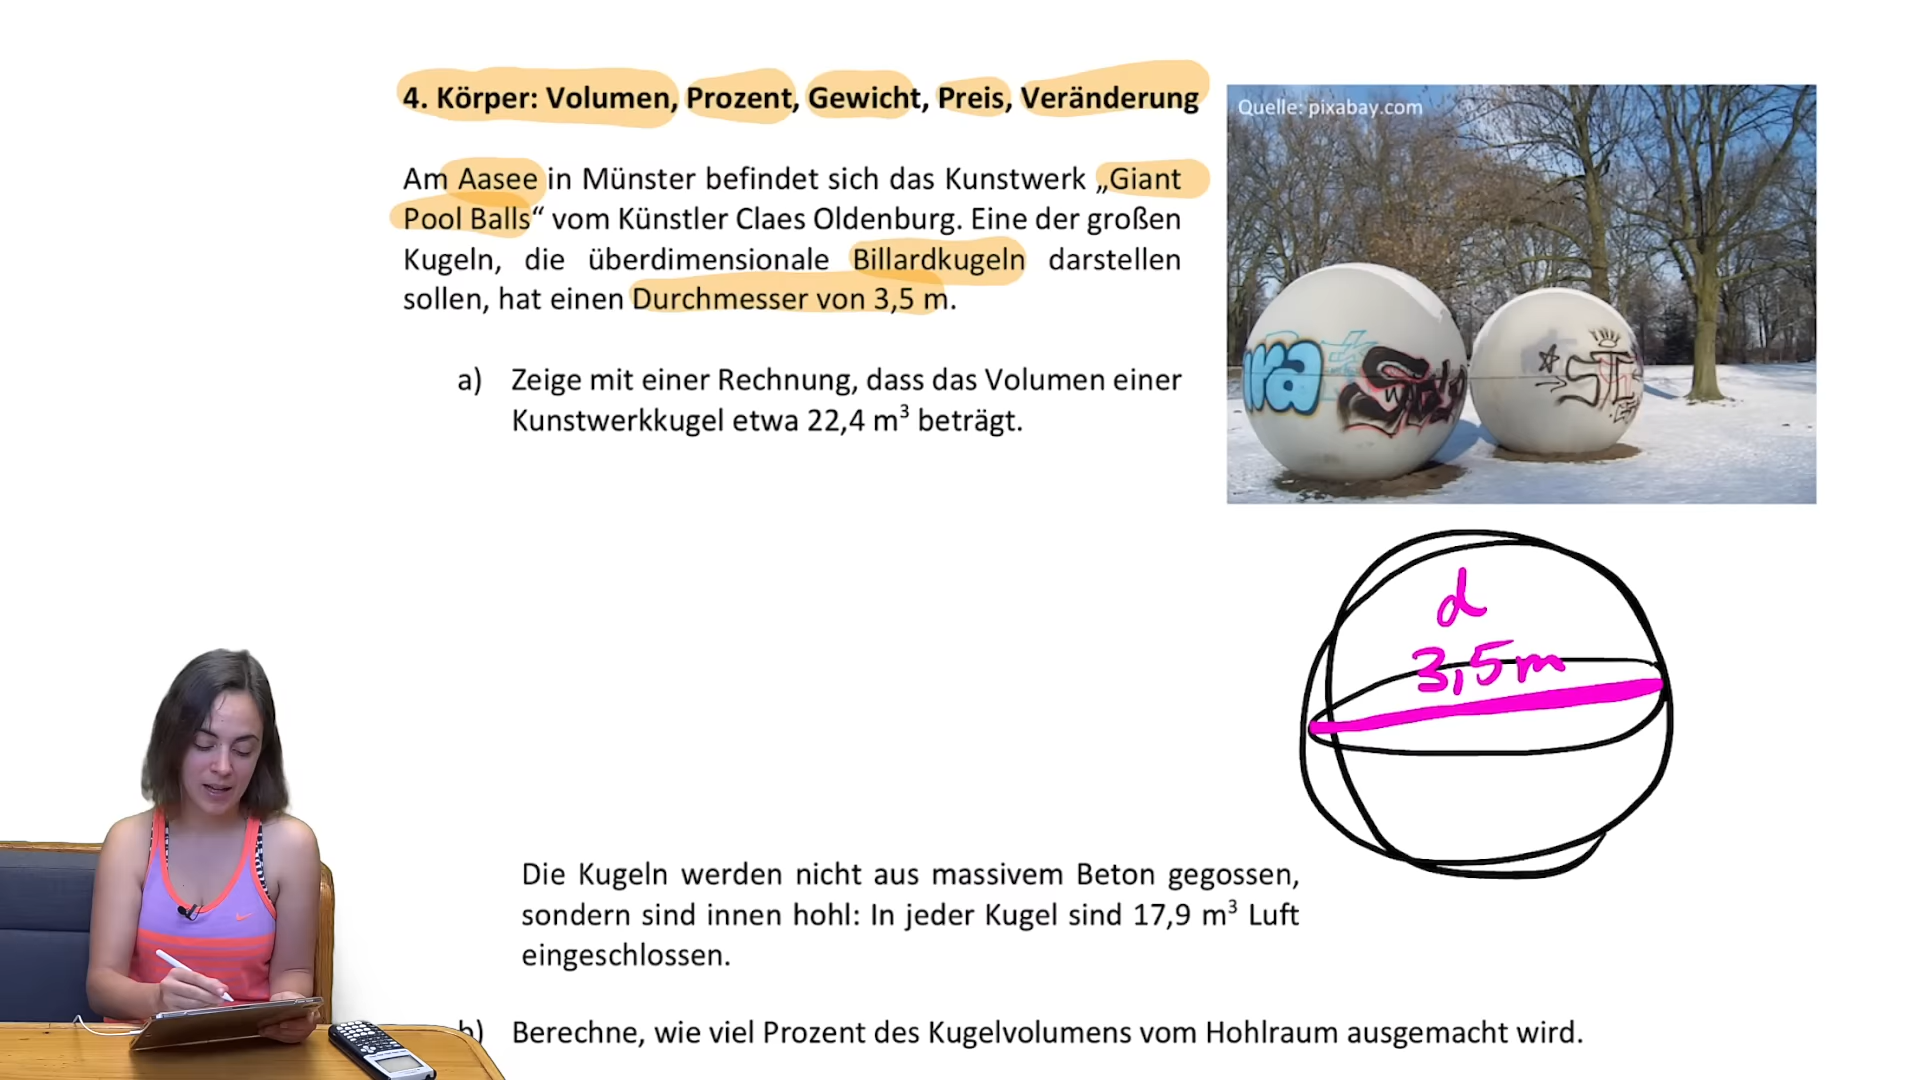 4. Körper: Volumen, Prozent, Gewicht, Preis, Veränderung
Quelle: pixabay.com
Am Aasee in Münster befindet sich das Kunstwerk „Giant
Pool Balls“ vom Künstler Claes Oldenburg. Eine der großen
Kugeln, die überdimensionale Billardkugeln darstellen
sollen, hat einen Durchmesser von 3,5 m.
a) Zeige mit einer Rechnung, dass das Volumen einer
Kunstwerkkugel etwa 22,4 m³ beträgt.
d
3,5m
Die Kugeln werden nicht aus massivem Beton gegossen,
sondern sind innen hohl: In jeder Kugel sind 17,9 m³ Luft
eingeschlossen.
b) Berechne, wie viel Prozent des Kugelvolumens vom Hohlraum ausgemacht wird.